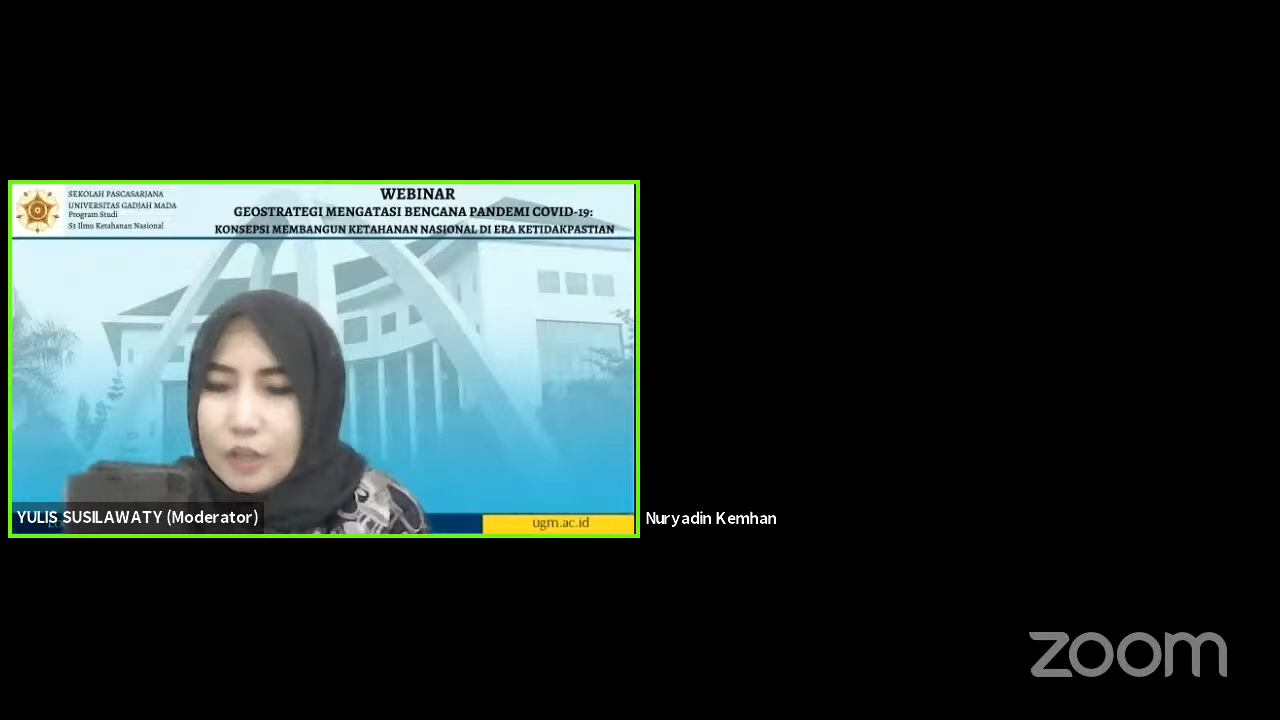 SEKOLAH PASCASARJANA
UNIVERSITAS GADJAH MADA
Program Studi
S3 Ilmu Ketahanan Nasional
WEBINAR
GEOSTRATEGI MENGATASI BENCANA PANDEMI COVID-19:
KONSEPSI MEMBANGUN KETAHANAN NASIONAL DI ERA KETIDAKPASTIAN
YULIS SUSILAWATY (Moderator)
ugm.ac.id
Nuryadin Kemhan
zoom